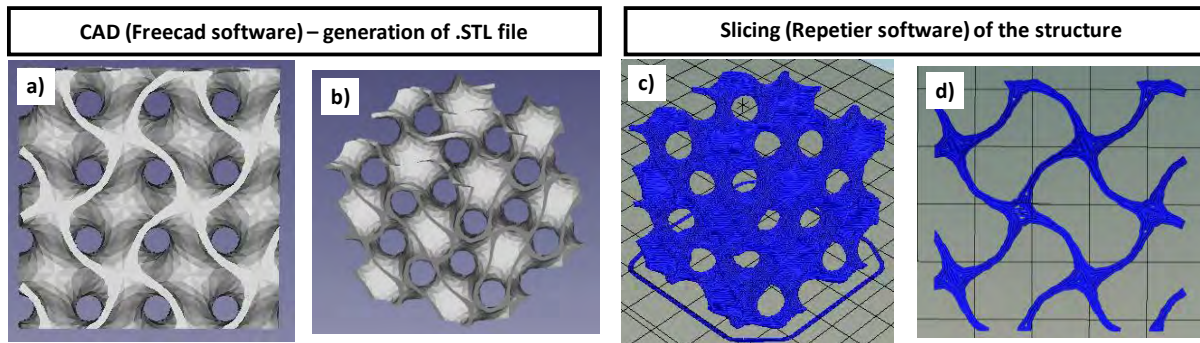 CAD (Freecad software) – generation of .STL file
Slicing (Repetier software) of the structure
a)
b)
c)
d)